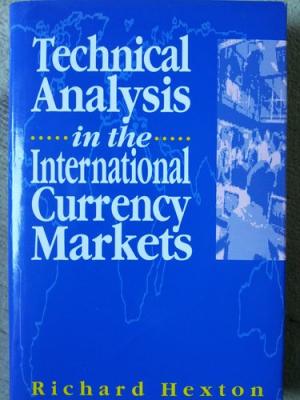 Technical
Analysis
.....in the.....
International
Currency
Markets
Richard Hexton